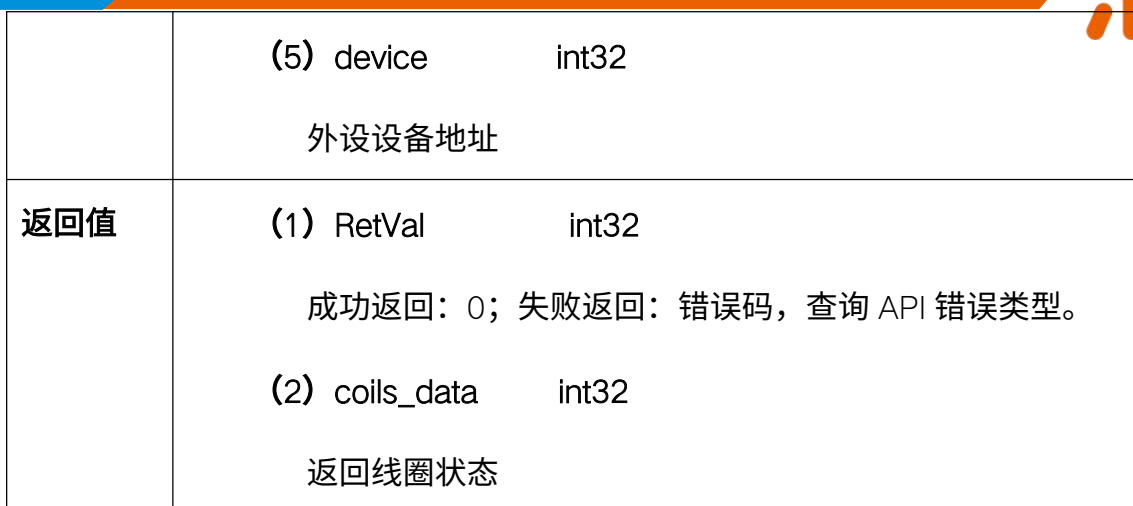 （5）device int32
外设设备地址
返回值 （1）RetVal int32
成功返回：0；失败返回：错误码，查询 API 错误类型。
（2）coils_data int32
返回线圈状态